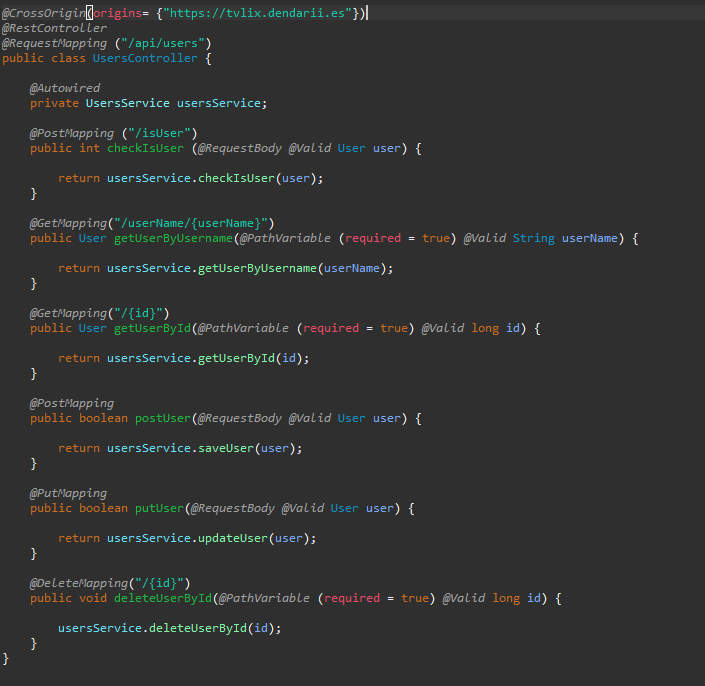 @CrossOrigin(origins= {"https://tvlix.dendarii.es"})
@RestController
@RequestMapping ("/api/users")
public class UsersController {
@Autowired
private UsersService usersService;
@PostMapping ("/isUser")
public int checkIsUser (@RequestBody @Valid User user) {
return usersService.checkIsUser(user);
}
@GetMapping("/userName/{userName}")
public User getUserByUsername(@PathVariable (required = true) @Valid String userName) {
return usersService.getUserByUsername(userName);
}
@GetMapping("/{id}")
public User getUserById(@PathVariable (required = true) @Valid long id) {
return usersService.getUserById(id);
}
@PostMapping
public boolean postUser(@RequestBody @Valid User user) {
return usersService.saveUser(user);
}
@PutMapping
public boolean putUser(@RequestBody @Valid User user) {
return usersService.updateUser(user);
}
@DeleteMapping("/{id}")
public void deleteUserById(@PathVariable (required = true) @Valid long id) {
usersService.deleteUserById(id);
}
}